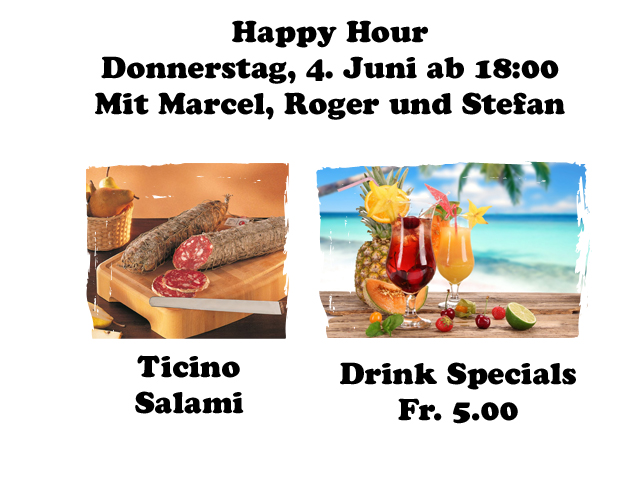 Happy Hour
Donnerstag, 4. Juni ab 18:00
Mit Marcel, Roger und Stefan
Ticino
Salami
Drink Specials
Fr. 5.00